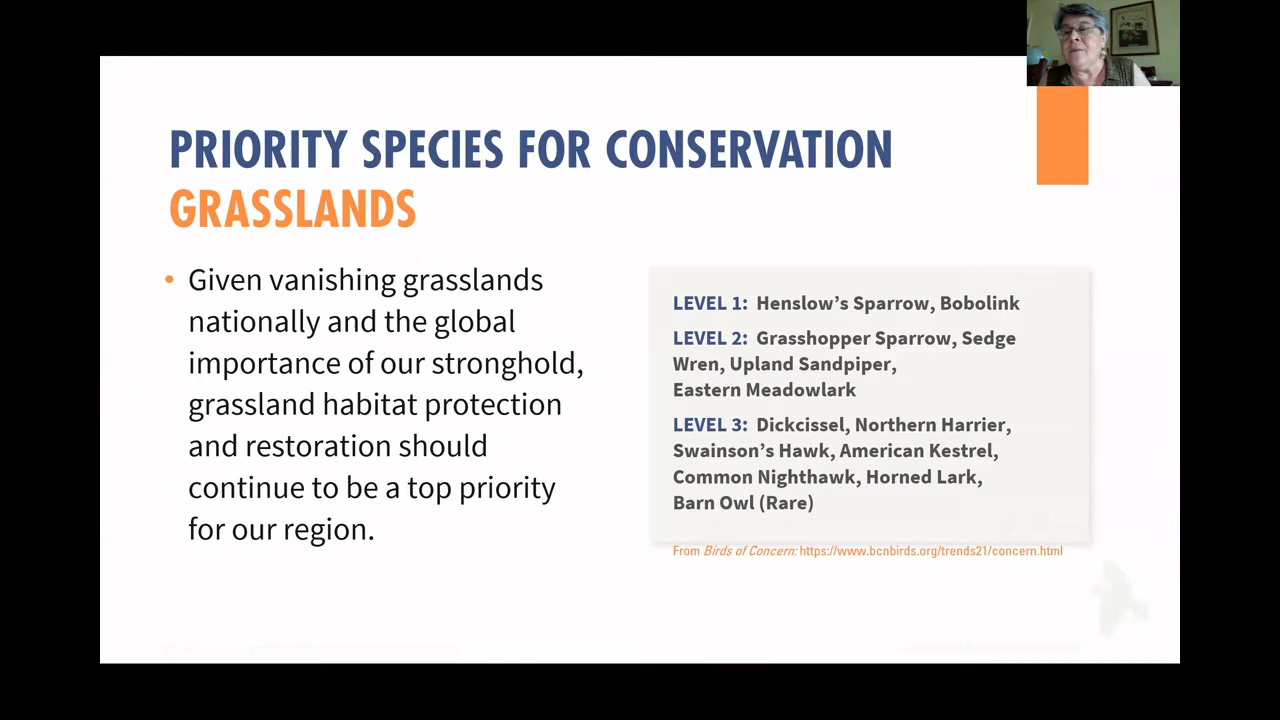 PRIORITY SPECIES FOR CONSERVATION
GRASSLANDS
• Given vanishing grasslands
nationally and the global
importance of our stronghold,
grassland habitat protection
and restoration should
continue to be a top priority
for our region.
LEVEL 1: Henslow’s Sparrow, Bobolink
LEVEL 2: Grasshopper Sparrow, Sedge
Wren, Upland Sandpiper,
Eastern Meadowlark
LEVEL 3: Dickcissel, Northern Harrier,
Swainson’s Hawk, American Kestrel,
Common Nighthawk, Horned Lark,
Barn Owl (Rare)
From Birds of Concern: https://www.bcnbirds.org/trends21/concern.html